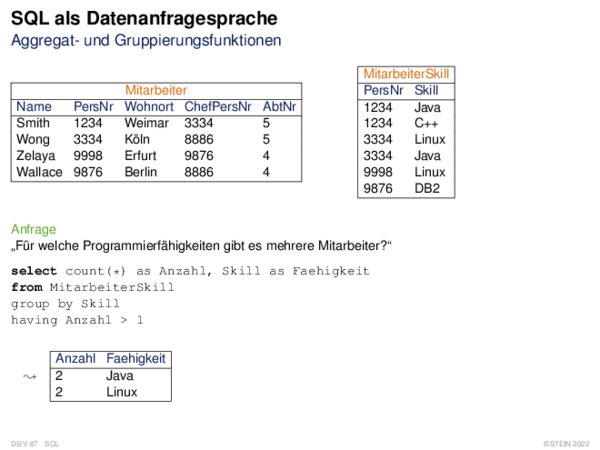 SQL als Datenanfragesprache
Aggregat- und Gruppierungsfunktionen
Mitarbeiter
Name PersNr Wohnort ChefPersNr AbtNr
Smith 1234 Weimar 3334 5
Wong 3334 Köln 8886 5
Zelaya 9998 Erfurt 9876 4
Wallace 9876 Berlin 8886 4
MitarbeiterSkill
PersNr Skill
1234 Java
1234 C++
3334 Linux
3334 Java
9998 Linux
9876 DB2
Anfrage
„Für welche Programmierfähigkeiten gibt es mehrere Mitarbeiter?“
select count(*) as Anzahl, Skill as Faehigkeit
from MitarbeiterSkill
group by Skill
having Anzahl > 1
⤳
Anzahl Faehigkeit
2 Java
2 Linux
DB:V-87 SQL
©STEIN 2022